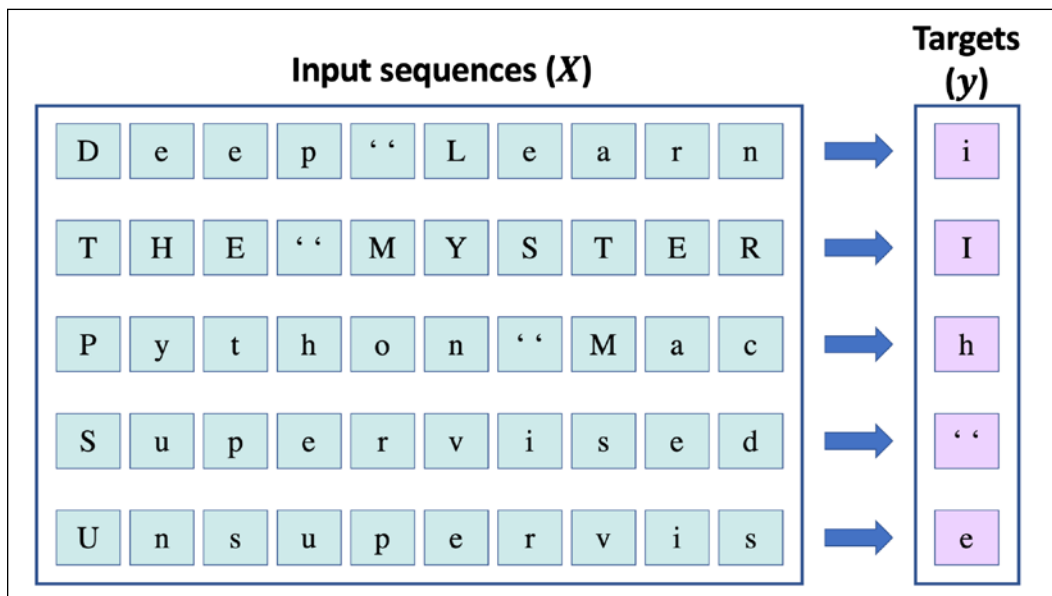 Targets
Input sequences (X) (y)
D e e p ‘ ‘ L e a r n i
T H E ‘ ‘ M Y S T E R I
P y t h o n ‘ ‘ M a c h
S u p e r v i s e d ‘ ‘
U n s u p e r v i s e